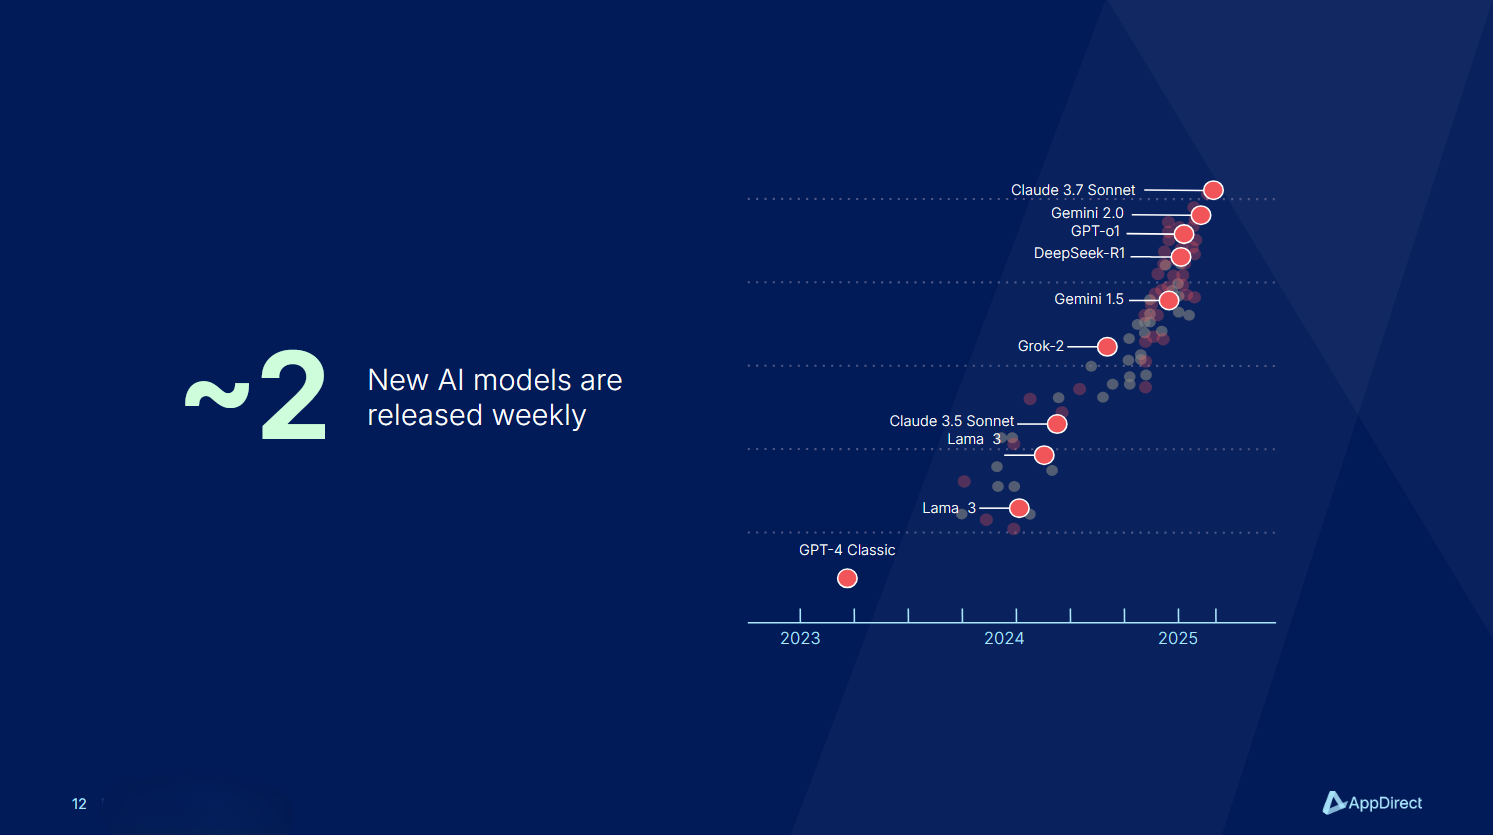 ~2
New AI models are
released weekly
Claude 3.7 Sonnet
Gemini 2.0
GPT-o1
DeepSeek-R1
Gemini 1.5
Grok-2
Claude 3.5 Sonnet
Lama 3
Lama 3
GPT-4 Classic
2023 2024 2025
12
AppDirect